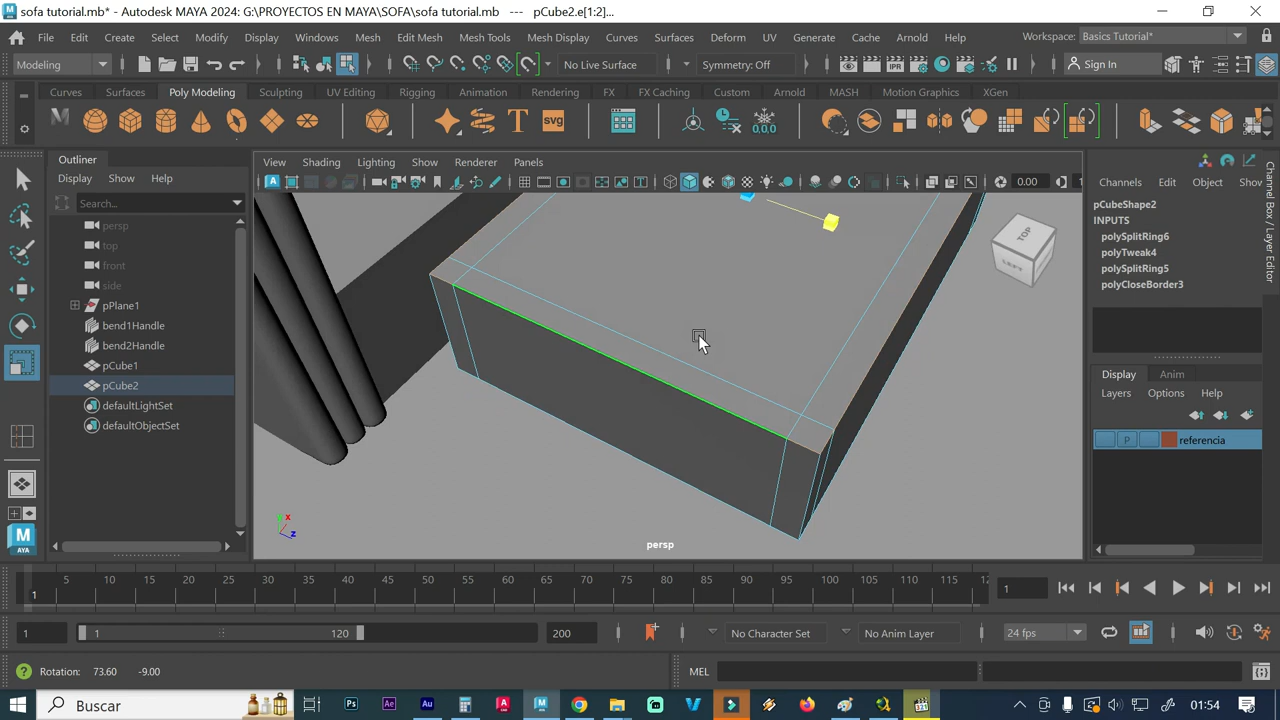 sofa tutorial.mb* - Autodesk MAYA 2024: G:\PROYECTOS EN MAYA\SOFA\sofa tutorial.mb   ---   pCube2.e[1:2]...
File Edit Create Select Modify Display Windows Mesh Edit Mesh Mesh Tools Mesh Display Curves Surfaces Deform UV Generate Cache Arnold Help Workspace: Basics Tutorial*
Modeling No Live Surface Symmetry: Off Sign In
Curves Surfaces Poly Modeling Sculpting UV Editing Rigging Animation Rendering FX FX Caching Custom Arnold MASH Motion Graphics XGen
Outliner
Display Show Help
Search...
persp
top
front
side
pPlane1
bend1Handle
bend2Handle
pCube1
pCube2
defaultLightSet
defaultObjectSet
View Shading Lighting Show Renderer Panels
0.00
TOP
LEFT
persp
Channels Edit Object Show
pCubeShape2
INPUTS
polySplitRing6
polyTweak4
polySplitRing5
polyCloseBorder3
Channel Box / Layer Editor
Display Anim
Layers Options Help
P referencia
5 10 15 20 25 30 35 40 45 50 55 60 65 70 75 80 85 90 95 100 105 110 115 12
1
1
1 1 120 200 No Character Set No Anim Layer 24 fps
Rotation: 73.60 -9.00 MEL
Buscar 01:54